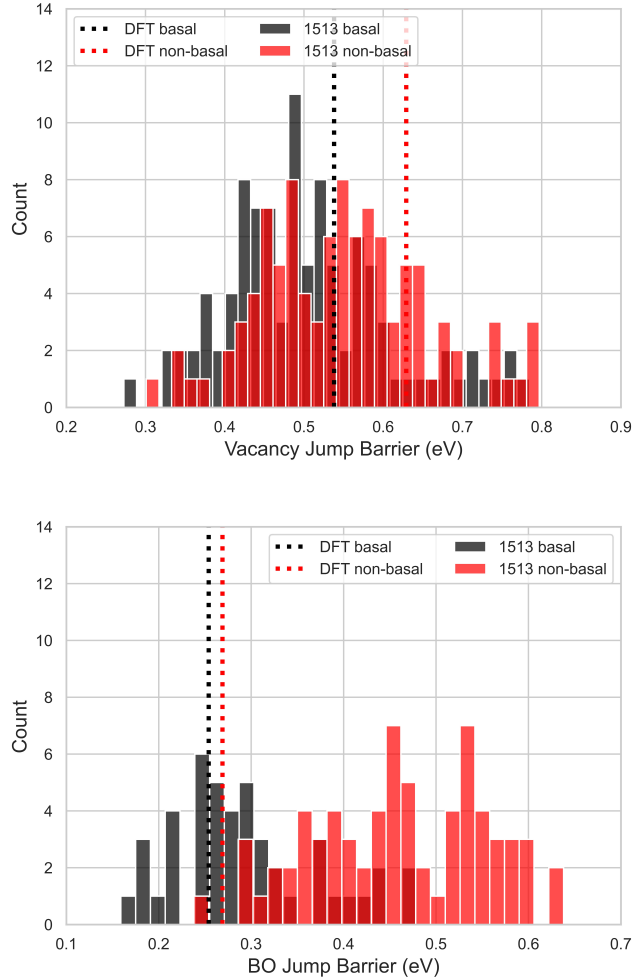 14
12
10
8
6
4
2
0
Count
DFT basal
DFT non-basal
1513 basal
1513 non-basal
0.2 0.3 0.4 0.5 0.6 0.7 0.8 0.9
Vacancy Jump Barrier (eV)
14
12
10
8
6
4
2
0
Count
DFT basal
DFT non-basal
1513 basal
1513 non-basal
0.1 0.2 0.3 0.4 0.5 0.6 0.7
BO Jump Barrier (eV)